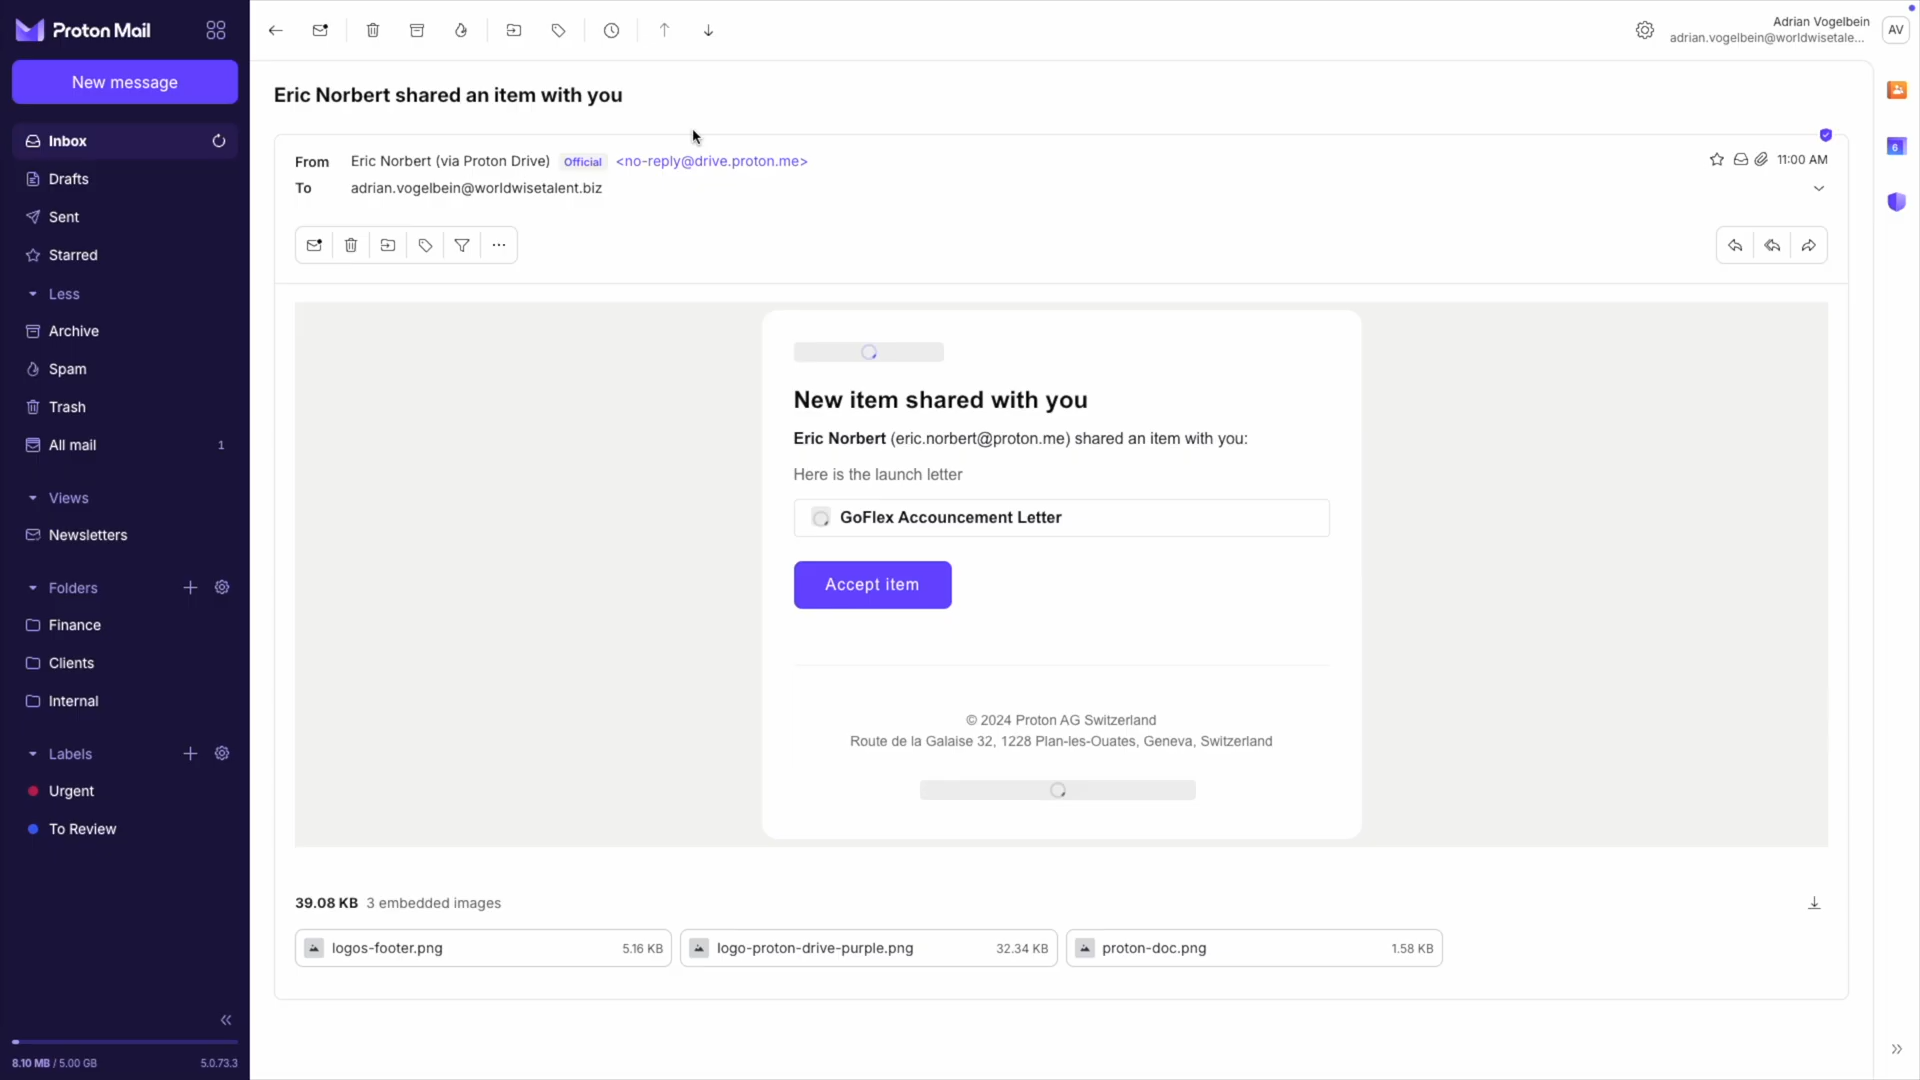 Proton Mail
New message
Inbox
Drafts
Sent
Starred
Less
Archive
Spam
Trash
All mail 1
Views
Newsletters
Folders
Finance
Clients
Internal
Labels
Urgent
To Review
8.10 MB / 5.00 GB 5.0.73.3
Adrian Vogelbein
adrian.vogelbein@worldwisetale...
AV
Eric Norbert shared an item with you
From Eric Norbert (via Proton Drive) Official <no-reply@drive.proton.me>
11:00 AM
To adrian.vogelbein@worldwisetalent.biz
6
New item shared with you
Eric Norbert (eric.norbert@proton.me) shared an item with you:
Here is the launch letter
GoFlex Accouncement Letter
Accept item
© 2024 Proton AG Switzerland
Route de la Galaise 32, 1228 Plan-les-Ouates, Geneva, Switzerland
39.08 KB 3 embedded images
logos-footer.png 5.16 KB
logo-proton-drive-purple.png 32.34 KB
proton-doc.png 1.58 KB